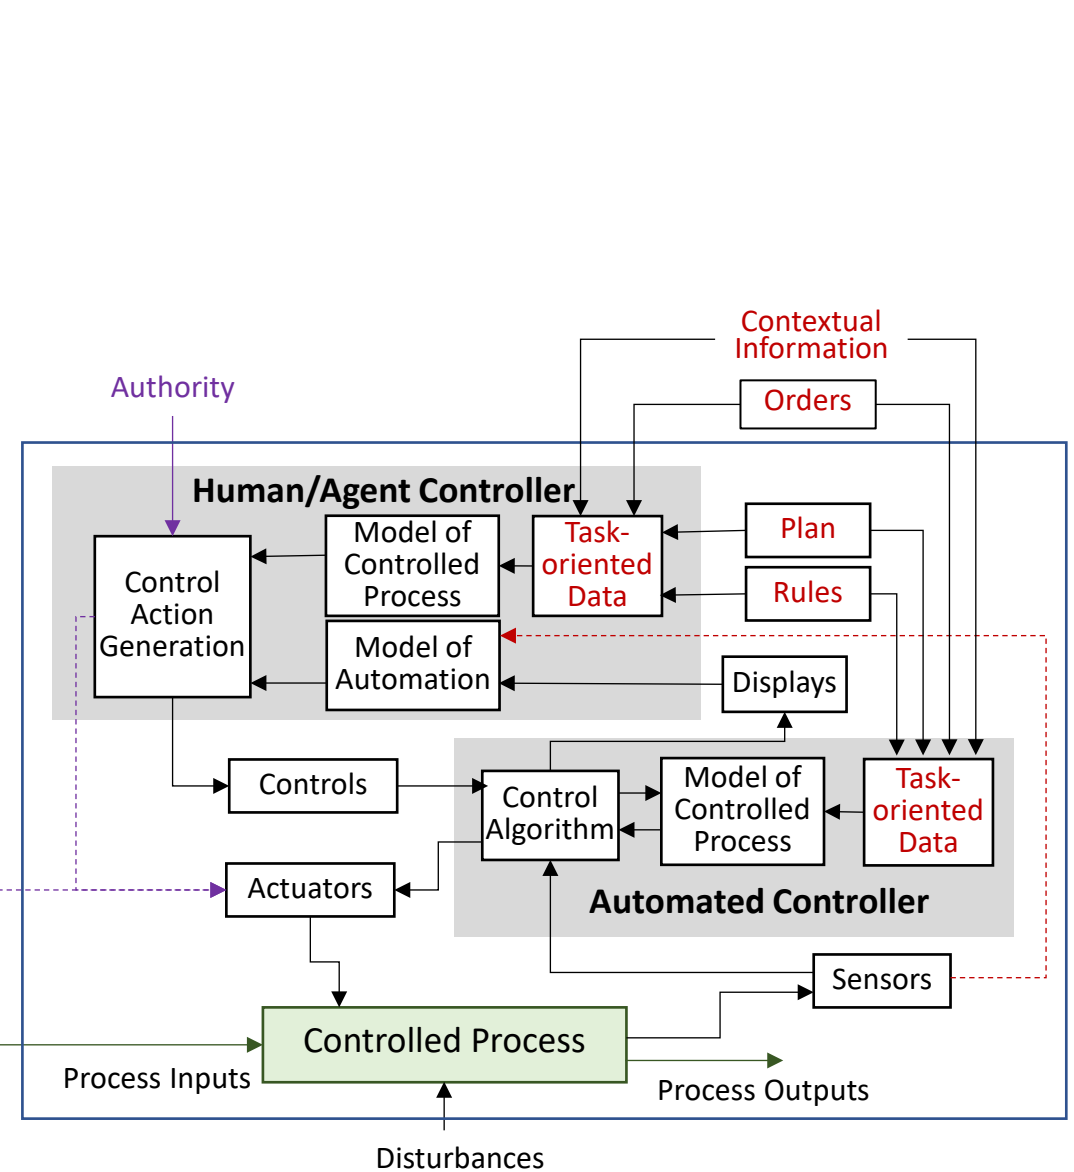 Contextual
Information
Authority
Orders
Human/Agent Controller
Model of
Controlled
Process
Task-
oriented
Data
Plan
Rules
Control
Action
Generation
Model of
Automation
Displays
Controls
Control
Algorithm
Model of
Controlled
Process
Task-
oriented
Data
Actuators
Automated Controller
Sensors
Controlled Process
Process Inputs
Process Outputs
Disturbances